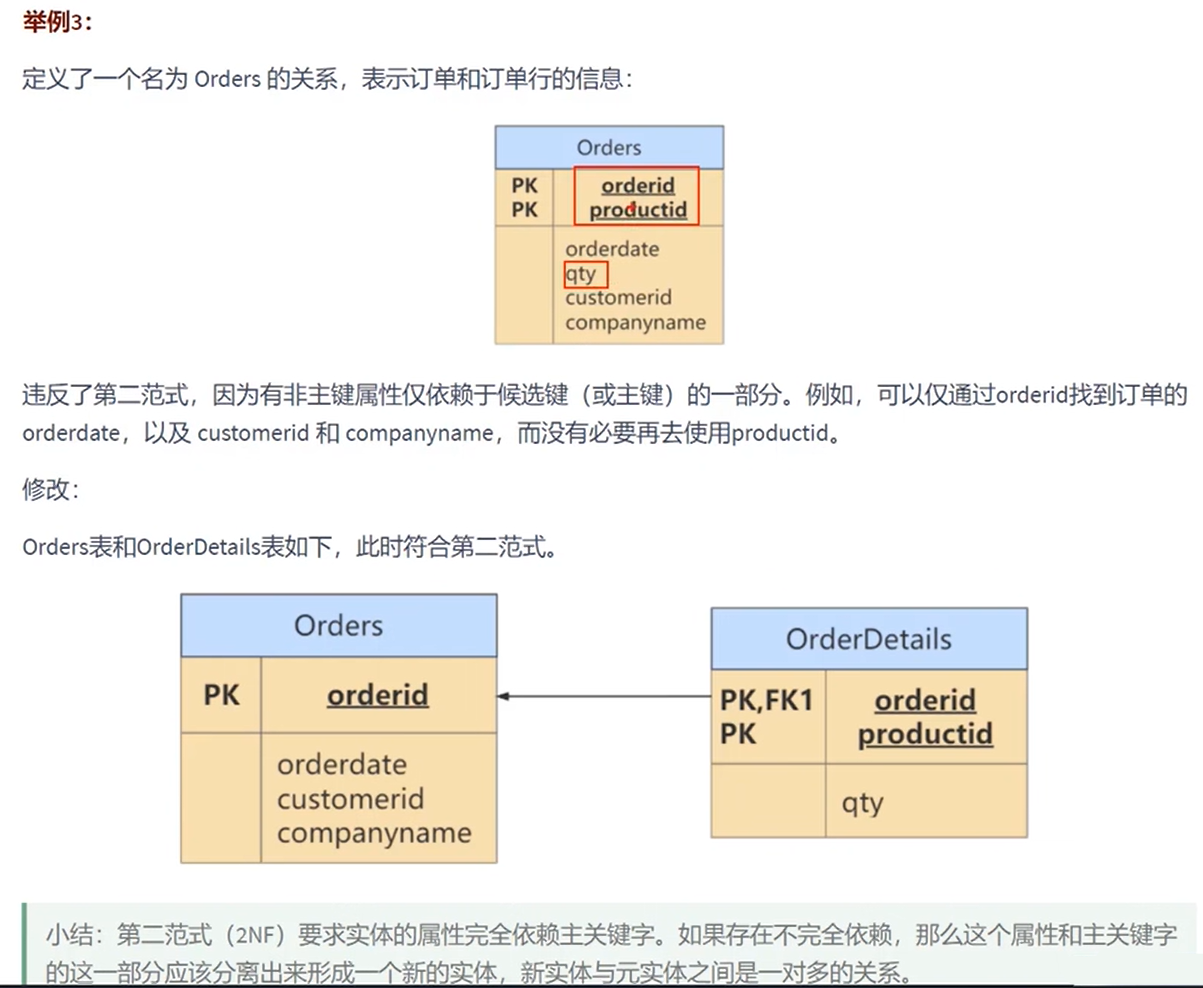 举例3：
定义了一个名为 Orders 的关系，表示订单和订单行的信息：
Orders
PK orderid
PK productid
orderdate
qty
customerid
companyname
违反了第二范式，因为有非主键属性仅依赖于候选键（或主键）的一部分。例如，可以仅通过orderid找到订单的
orderdate，以及 customerid 和 companyname，而没有必要再去使用productid。
修改：
Orders表和OrderDetails表如下，此时符合第二范式。
Orders
PK orderid
orderdate
customerid
companyname
OrderDetails
PK,FK1 orderid
PK productid
qty
小结：第二范式（2NF）要求实体的属性完全依赖主关键字。如果存在不完全依赖，那么这个属性和主关键字
的这一部分应该分离出来形成一个新的实体，新实体与元实体之间是一对多的关系。